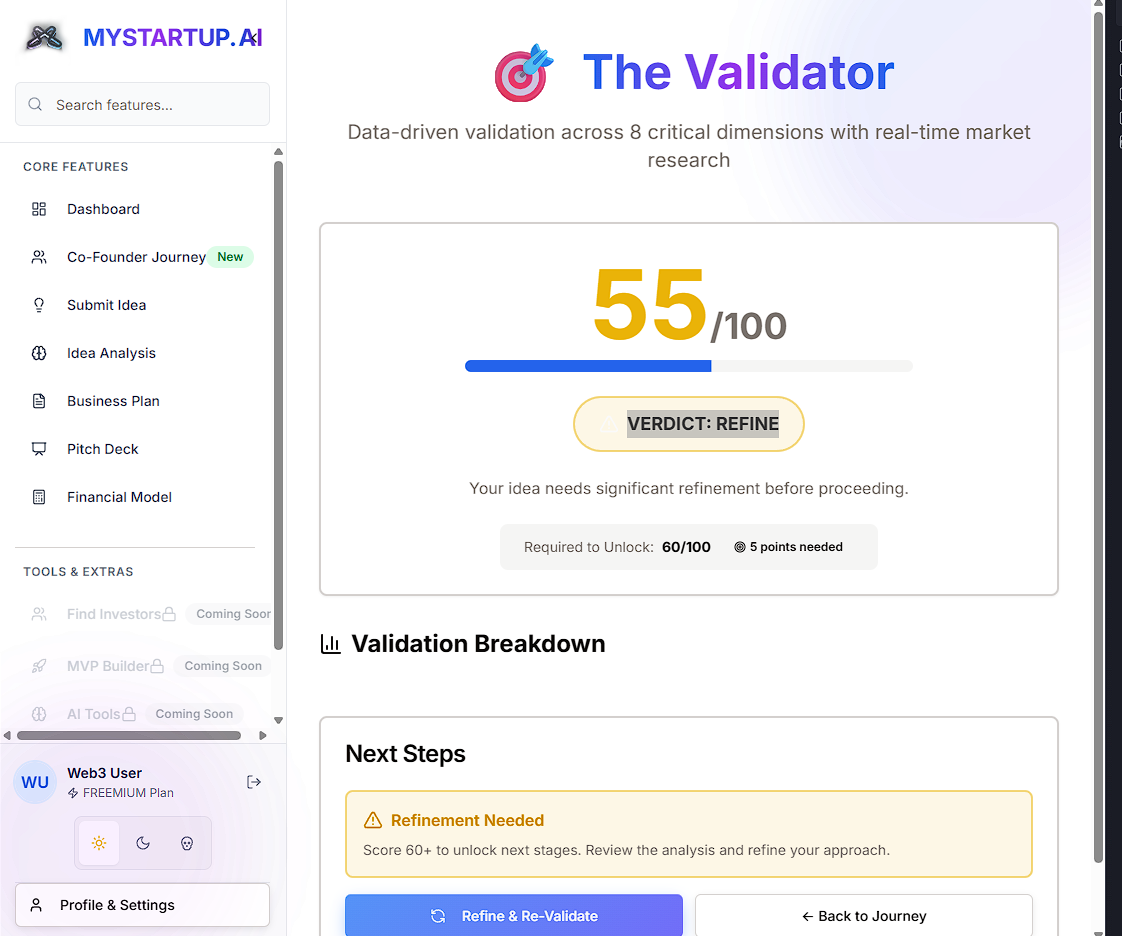 MYSTARTUP.AI
Search features...
CORE FEATURES
Dashboard
Co-Founder Journey New
Submit Idea
Idea Analysis
Business Plan
Pitch Deck
Financial Model
TOOLS & EXTRAS
Find Investors Coming Soon
MVP Builder Coming Soon
AI Tools Coming Soon
WU
Web3 User
FREEMIUM Plan
Profile & Settings
The Validator
Data-driven validation across 8 critical dimensions with real-time market
research
55/100
VERDICT: REFINE
Your idea needs significant refinement before proceeding.
Required to Unlock: 60/100 5 points needed
Validation Breakdown
Next Steps
Refinement Needed
Score 60+ to unlock next stages. Review the analysis and refine your approach.
Refine & Re-Validate
← Back to Journey